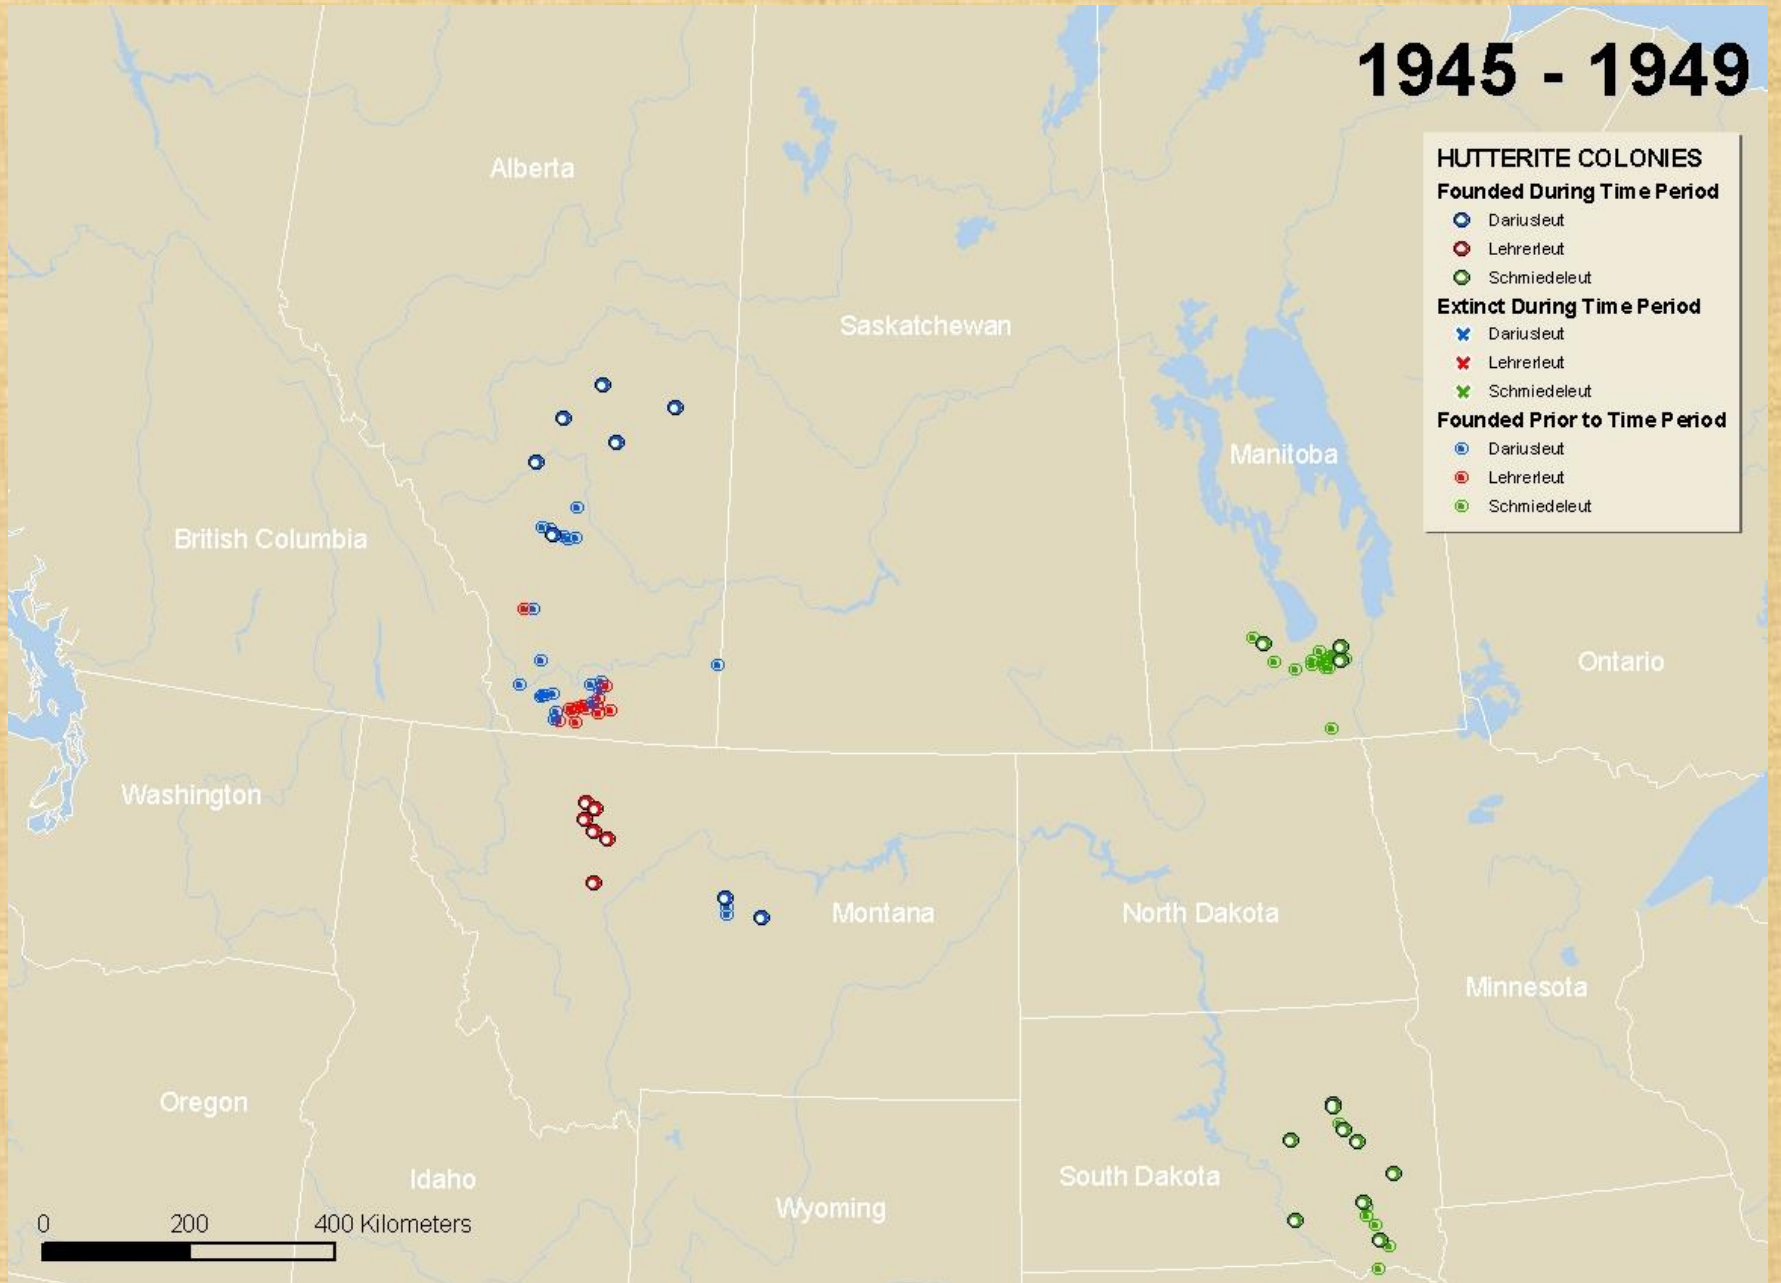 1945 - 1949
HUTTERITE COLONIES
Founded During Time Period
Dariusleut
Lehrerleut
Schmiedeleut
Extinct During Time Period
Dariusleut
Lehrerleut
Schmiedeleut
Founded Prior to Time Period
Dariusleut
Lehrerleut
Schmiedeleut
Alberta
Saskatchewan
Manitoba
British Columbia
Ontario
Washington
Montana
North Dakota
Minnesota
Oregon
Idaho
South Dakota
Wyoming
0 200 400 Kilometers